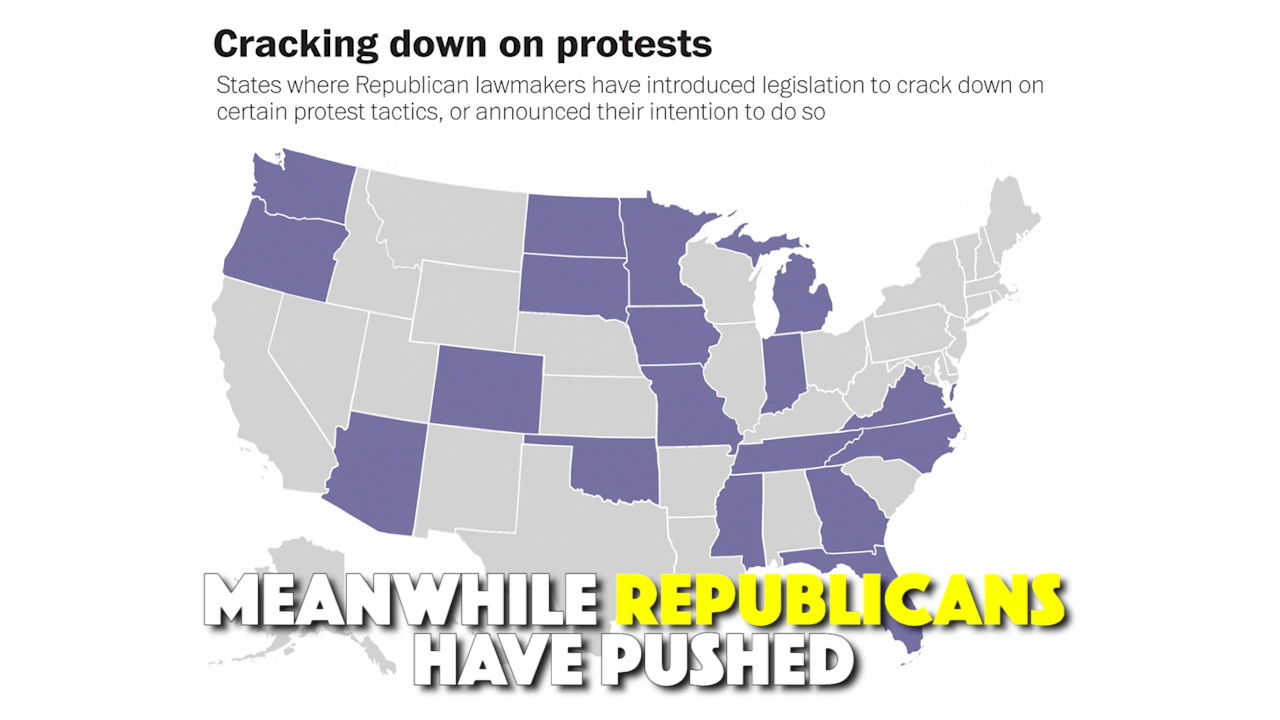 Cracking down on protests
States where Republican lawmakers have introduced legislation to crack down on
certain protest tactics, or announced their intention to do so
MEANWHILE REPUBLICANS
HAVE PUSHED